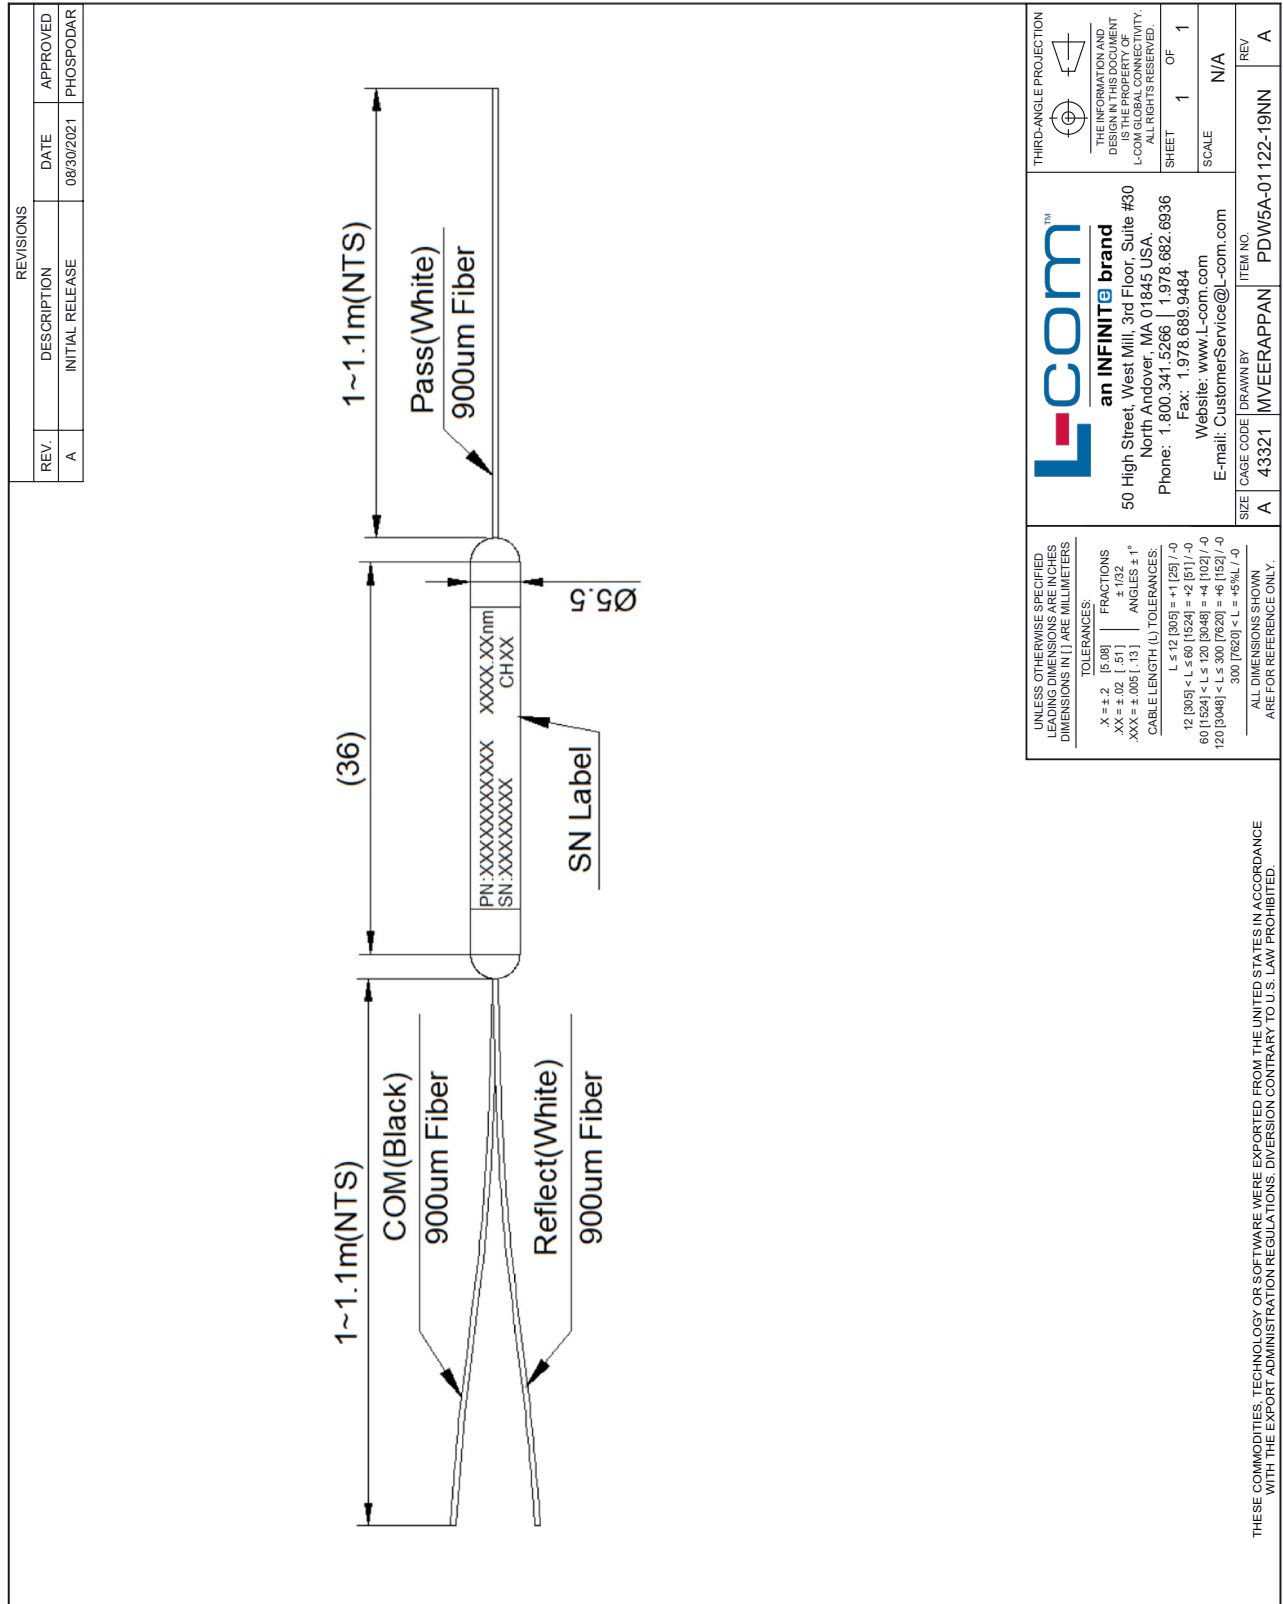 REVISIONS
REV. DESCRIPTION DATE APPROVED
A INITIAL RELEASE 08/30/2021 PHOSPODAR
1~1.1m(NTS)
(36)
1~1.1m(NTS)
COM(Black)
900um Fiber
Pass(White)
900um Fiber
PN:XXXXXXXXXXX XXXX.XXnm
SN:XXXXXXXX CHXX
Ø5.5
Reflect(White)
900um Fiber
SN Label
UNLESS OTHERWISE SPECIFIED
LEADING DIMENSIONS ARE INCHES
DIMENSIONS IN [ ] ARE MILLIMETERS
TOLERANCES:
.X = ± .2 [5.08] FRACTIONS
.XX = ± .02 [ .51 ] ± 1/32
.XXX = ± .005 [ .13 ] ANGLES ± 1°
CABLE LENGTH (L) TOLERANCES:
L ≤ 12 [305] = +1 [25] / -0
12 [305] < L ≤ 60 [1524] = +2 [51] / -0
60 [1524] < L ≤ 120 [3048] = +4 [102] / -0
120 [3048] < L ≤ 300 [7620] = +6 [152] / -0
300 [7620] < L = +5%L / -0
ALL DIMENSIONS SHOWN
ARE FOR REFERENCE ONLY.
L-com™
an INFINITe brand
50 High Street, West Mill, 3rd Floor, Suite #30
North Andover, MA 01845 USA.
Phone: 1.800.341.5266 | 1.978.682.6936
Fax: 1.978.689.9484
Website: www.L-com.com
E-mail: CustomerService@L-com.com
THIRD-ANGLE PROJECTION
THE INFORMATION AND
DESIGN IN THIS DOCUMENT
IS THE PROPERTY OF
L-COM GLOBAL CONNECTIVITY.
ALL RIGHTS RESERVED.
SHEET 1 OF 1
SCALE N/A
SIZE CAGE CODE DRAWN BY ITEM NO. REV
A 43321 MVEERAPPAN PDW5A-01122-19NN A
THESE COMMODITIES, TECHNOLOGY OR SOFTWARE WERE EXPORTED FROM THE UNITED STATES IN ACCORDANCE
WITH THE EXPORT ADMINISTRATION REGULATIONS. DIVERSION CONTRARY TO U.S. LAW PROHIBITED.